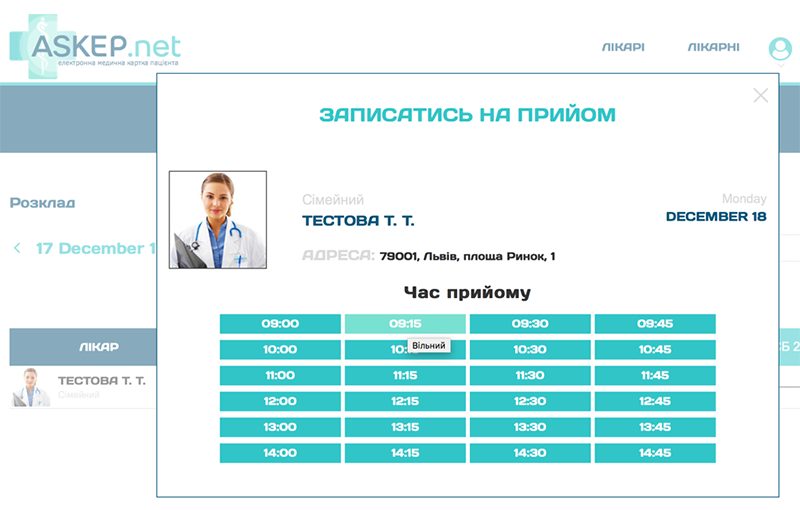 ASKEP.net
електронна медична картка пацієнта
ЛІКАРІ
ЛІКАРНІ
ЗАПИСАТИСЬ НА ПРИЙОМ
Розклад
17 December 1
ЛІКАР
ТЕСТОВА Т. Т.
Сімейний
Сімейний
ТЕСТОВА Т. Т.
Monday
DECEMBER 18
АДРЕСА: 79001, Львів, площа Ринок, 1
Час прийому
09:00 09:15 09:30 09:45
10:00 10: 10:30 10:45
Вільний
11:00 11:15 11:30 11:45
12:00 12:15 12:30 12:45
13:00 13:15 13:30 13:45
14:00 14:15 14:30 14:45
СБ 2